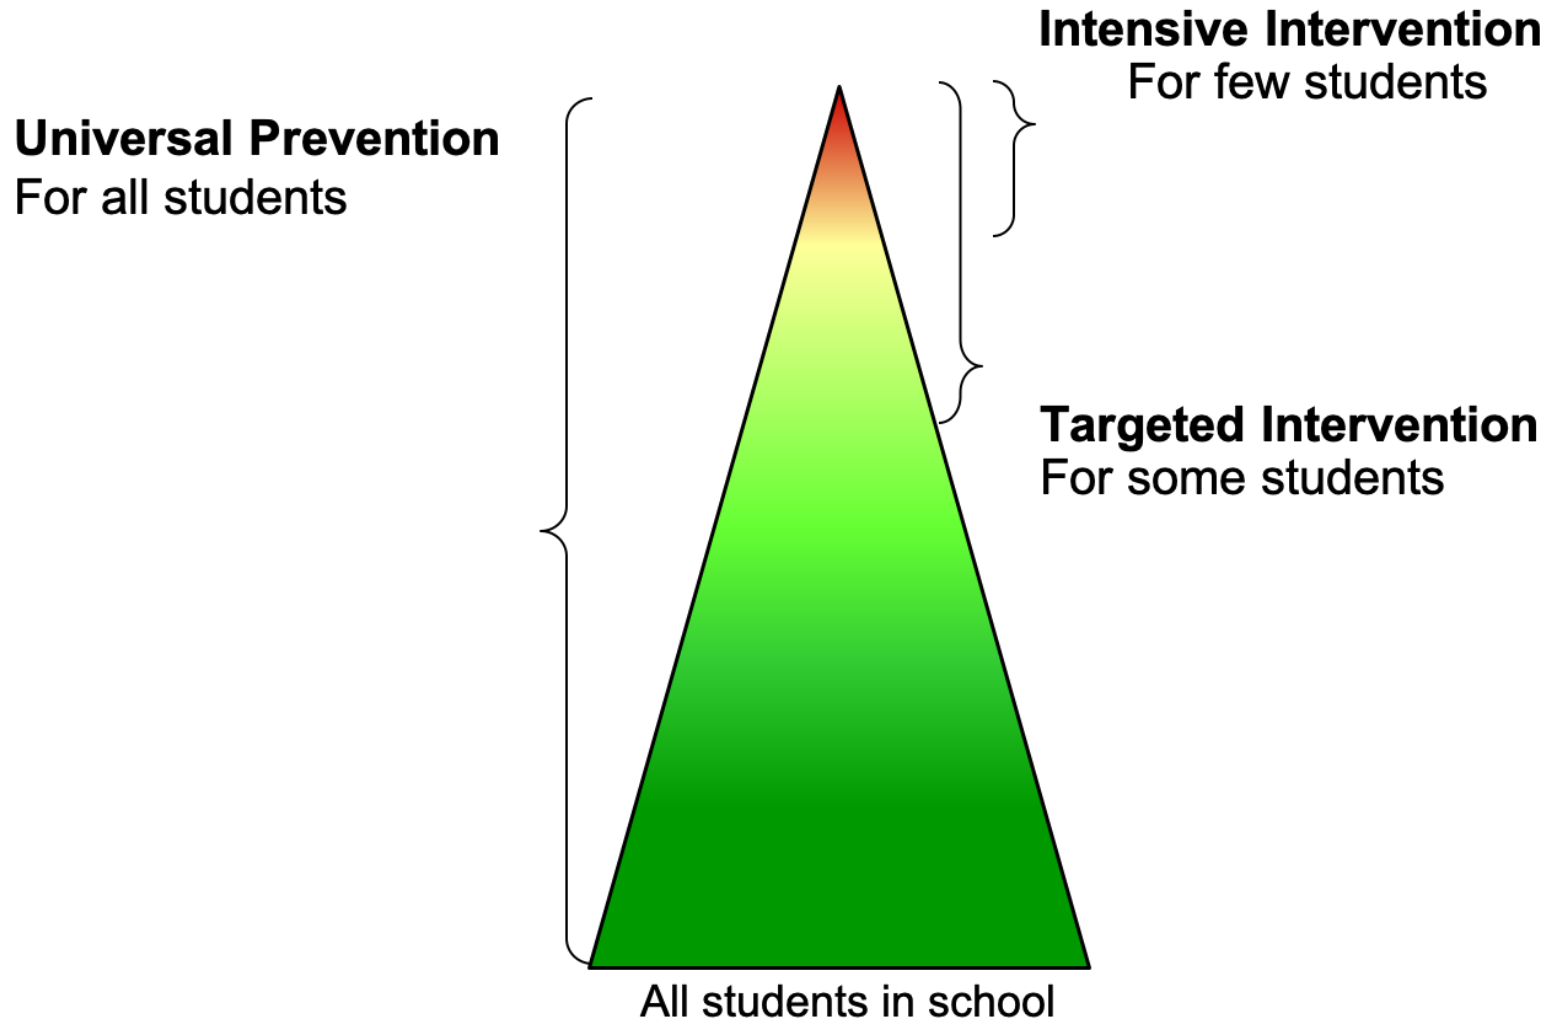 Intensive Intervention
For few students
Universal Prevention
For all students
Targeted Intervention
For some students
All students in school